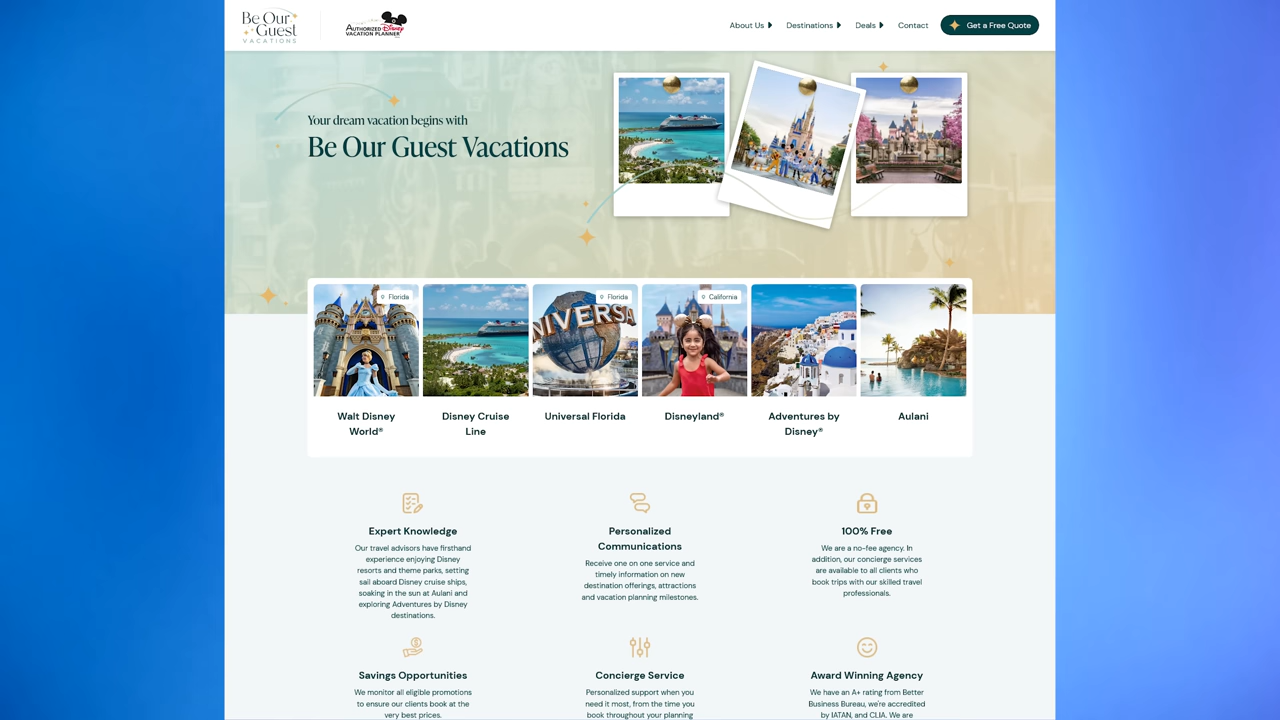 Be Our
Guest
VACATIONS
AUTHORIZED Disney
VACATION PLANNER
About Us
Destinations
Deals
Contact
Get a Free Quote
Your dream vacation begins with
Be Our Guest Vacations
Florida
Florida
California
UNIVERSA
Walt Disney
World®
Disney Cruise
Line
Universal Florida
Disneyland®
Adventures by
Disney®
Aulani
Expert Knowledge
Our travel advisors have firsthand
experience enjoying Disney
resorts and theme parks, setting
sail aboard Disney cruise ships,
soaking in the sun at Aulani and
exploring Adventures by Disney
destinations.
Personalized
Communications
Receive one on one service and
timely information on new
destination offerings, attractions
and vacation planning milestones.
100% Free
We are a no-fee agency. In
addition, our concierge services
are available to all clients who
book trips with our skilled travel
professionals.
Savings Opportunities
We monitor all eligible promotions
to ensure our clients book at the
very best prices.
Concierge Service
Personalized support when you
need it most, from the time you
book throughout your planning
Award Winning Agency
We have an A+ rating from Better
Business Bureau, we're accredited
by IATAN, and CLIA. We are